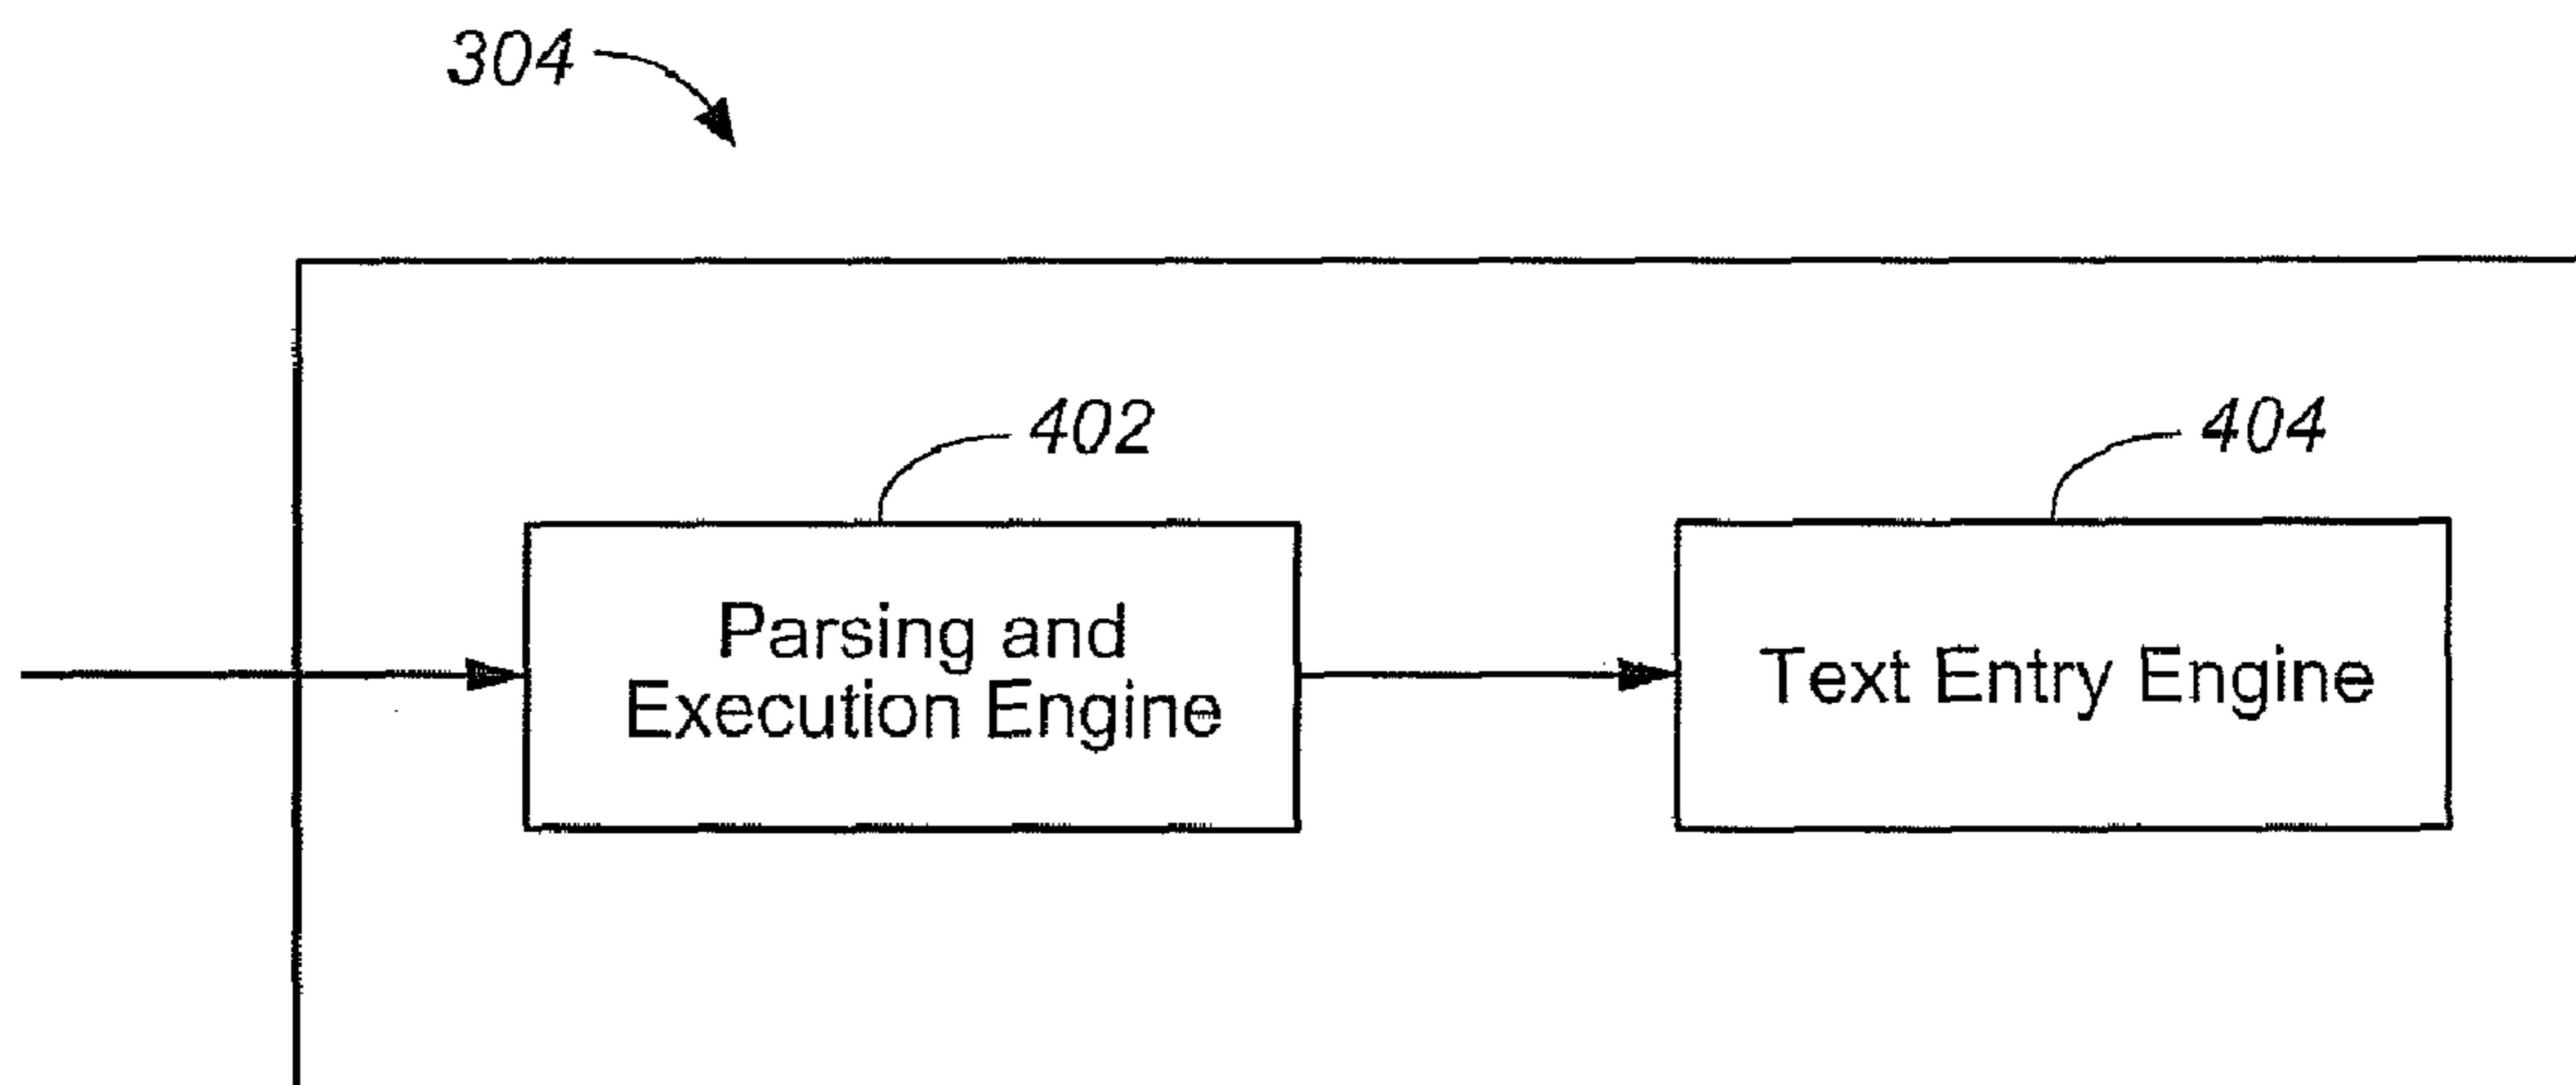 304
402
404
Parsing and
Execution Engine
Text Entry Engine